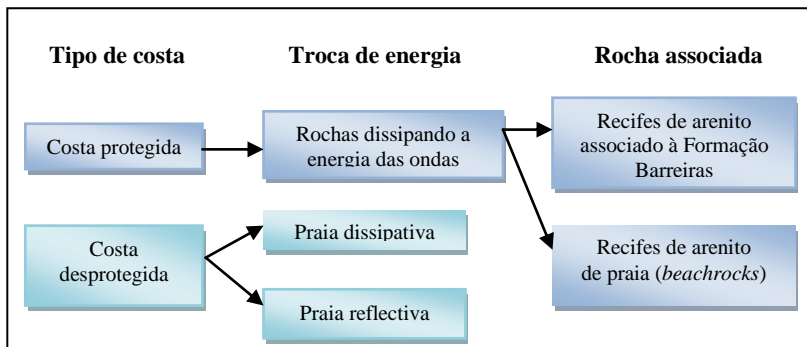 Tipo de costa
Troca de energia
Rocha associada
Costa protegida
Rochas dissipando a
energia das ondas
Recifes de arenito
associado à Formação
Barreiras
Costa
desprotegida
Praia dissipativa
Praia reflectiva
Recifes de arenito
de praia (beachrocks)